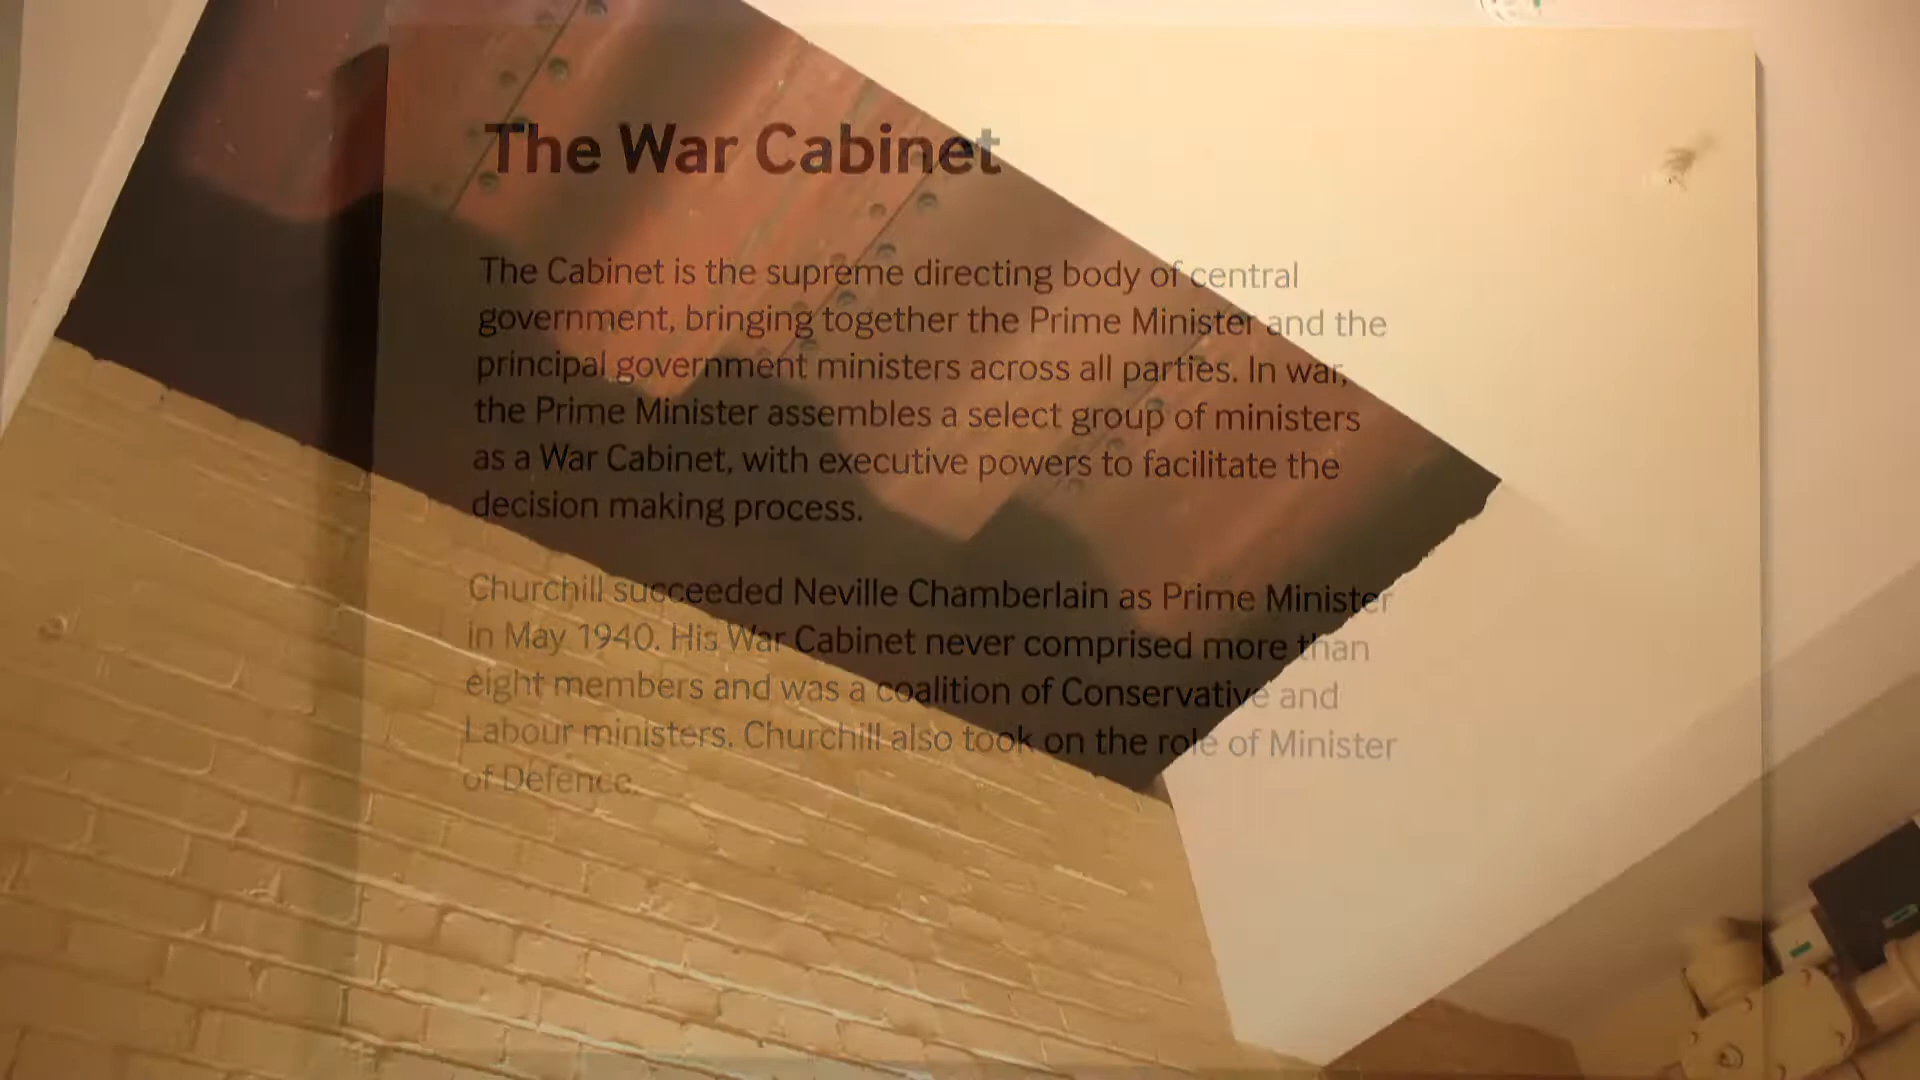 The War Cabinet
The Cabinet is the supreme directing body of central
government, bringing together the Prime Minister and the
principal government ministers across all parties. In war,
the Prime Minister assembles a select group of ministers
as a War Cabinet, with executive powers to facilitate the
decision making process.
Churchill succeeded Neville Chamberlain as Prime Minister
in May 1940. His War Cabinet never comprised more than
eight members and was a coalition of Conservative and
Labour ministers. Churchill also took on the role of Minister
of Defence.